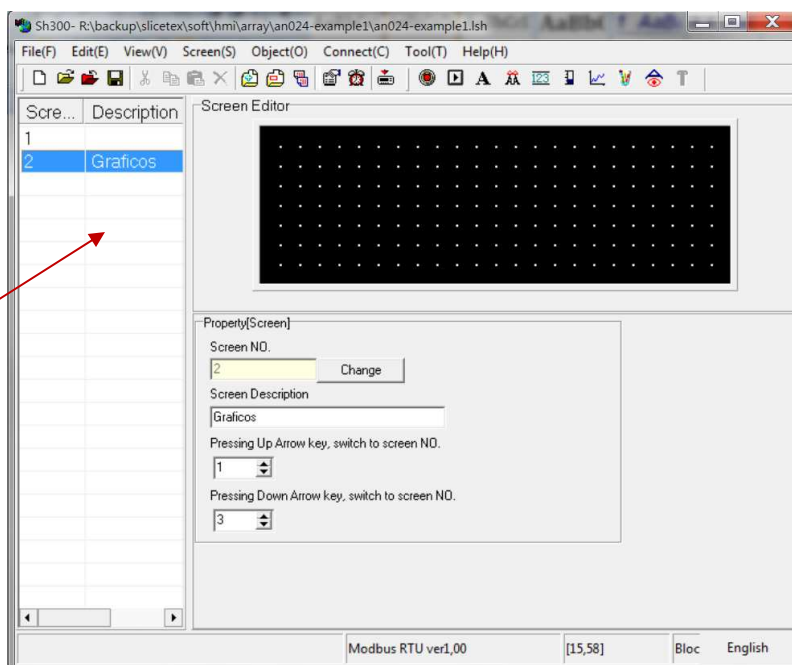 Sh300- R:\backup\slicetex\soft\hmi\array\an024-example1\an024-example1.lsh
File(F) Edit(E) View(V) Screen(S) Object(O) Connect(C) Tool(T) Help(H)
Scre... Description
1
2 Graficos
Screen Editor
Property[Screen]
Screen NO.
2 Change
Screen Description
Graficos
Pressing Up Arrow key, switch to screen NO.
1
Pressing Down Arrow key, switch to screen NO.
3
Modbus RTU ver1,00 [15,58] Bloc English